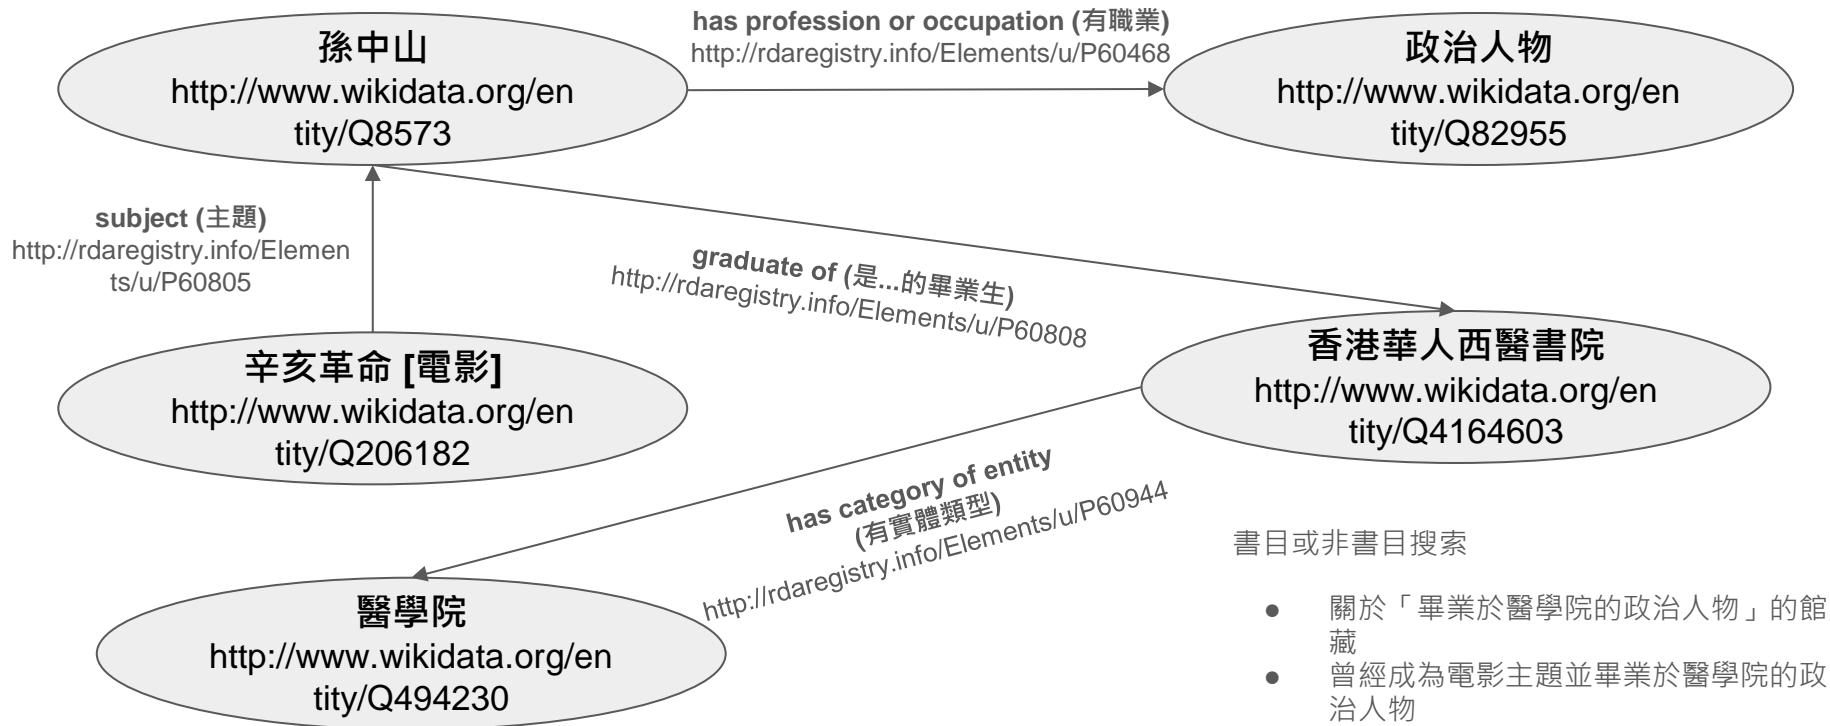 孫中山
http://www.wikidata.org/en
tity/Q8573
has profession or occupation (有職業)
http://rdaregistry.info/Elements/u/P60468
政治人物
http://www.wikidata.org/en
tity/Q82955
subject (主題)
http://rdaregistry.info/Elemen
ts/u/P60805
graduate of (是...的畢業生)
http://rdaregistry.info/Elements/u/P60808
辛亥革命 [電影]
http://www.wikidata.org/en
tity/Q206182
香港華人西醫書院
http://www.wikidata.org/en
tity/Q4164603
has category of entity
(有實體類型)
http://rdaregistry.info/Elements/u/P60944
醫學院
http://www.wikidata.org/en
tity/Q494230
書目或非書目搜索
● 關於「畢業於醫學院的政治人物」的館
藏
● 曾經成為電影主題並畢業於醫學院的政
治人物